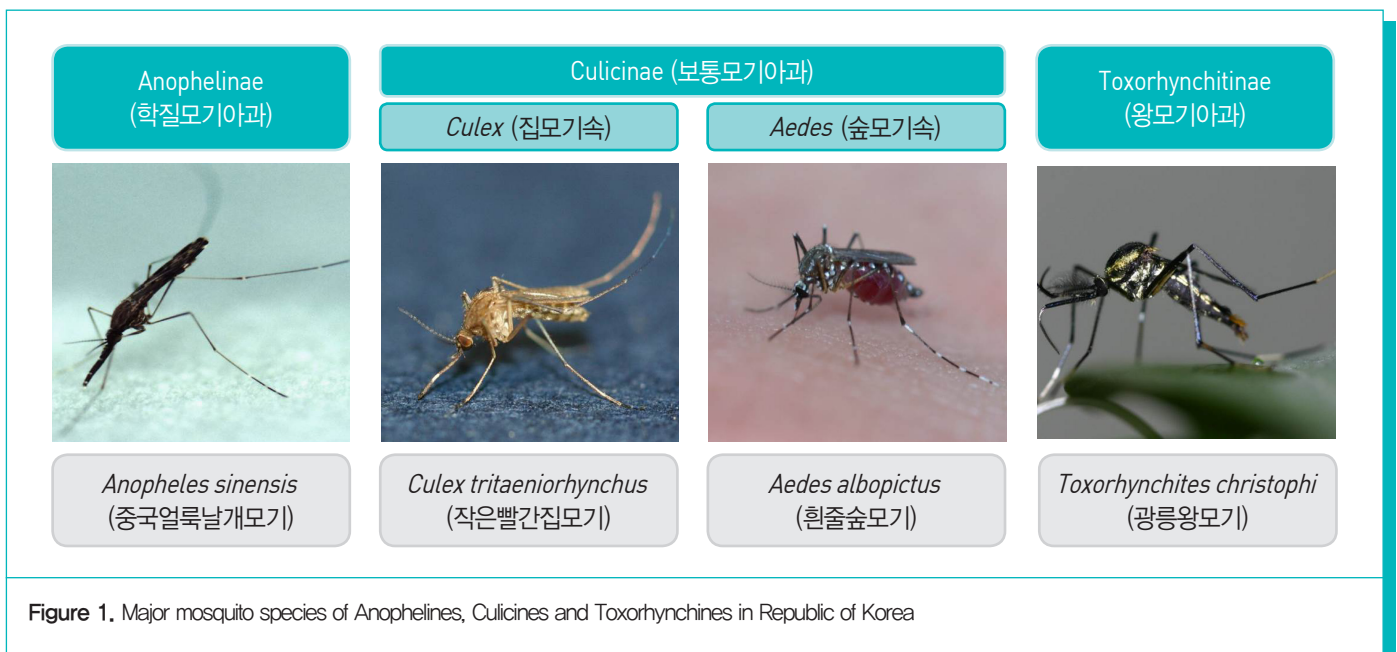 Anophelinae
(학질모기아과)
Culicinae (보통모기아과)
Culex (집모기속)
Aedes (숲모기속)
Toxorhynchitinae
(왕모기아과)
Anopheles sinensis
(중국얼룩날개모기)
Culex tritaeniorhynchus
(작은빨간집모기)
Aedes albopictus
(흰줄숲모기)
Toxorhynchites christophi
(광릉왕모기)
Figure 1. Major mosquito species of Anophelines, Culicines and Toxorhynchines in Republic of Korea